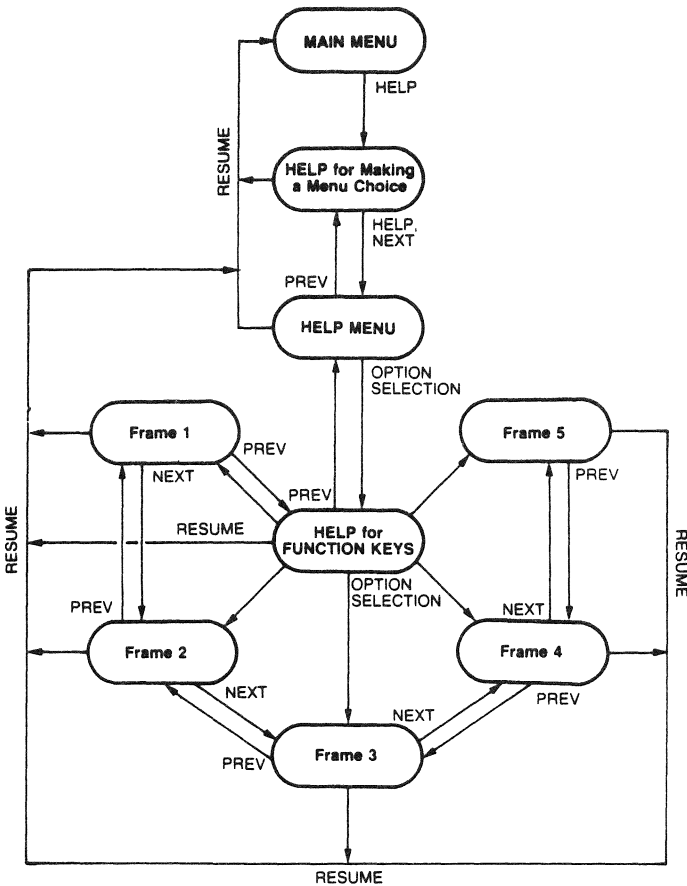 MAIN MENU
HELP
RESUME
HELP for Making
a Menu Choice
HELP,
NEXT
PREV
HELP MENU
OPTION
SELECTION
Frame 1
PREV
NEXT
PREV
Frame 5
PREV
RESUME
HELP for
FUNCTION KEYS
RESUME
RESUME
OPTION
SELECTION
PREV
NEXT
Frame 2
Frame 4
NEXT
PREV
NEXT
PREV
Frame 3
RESUME